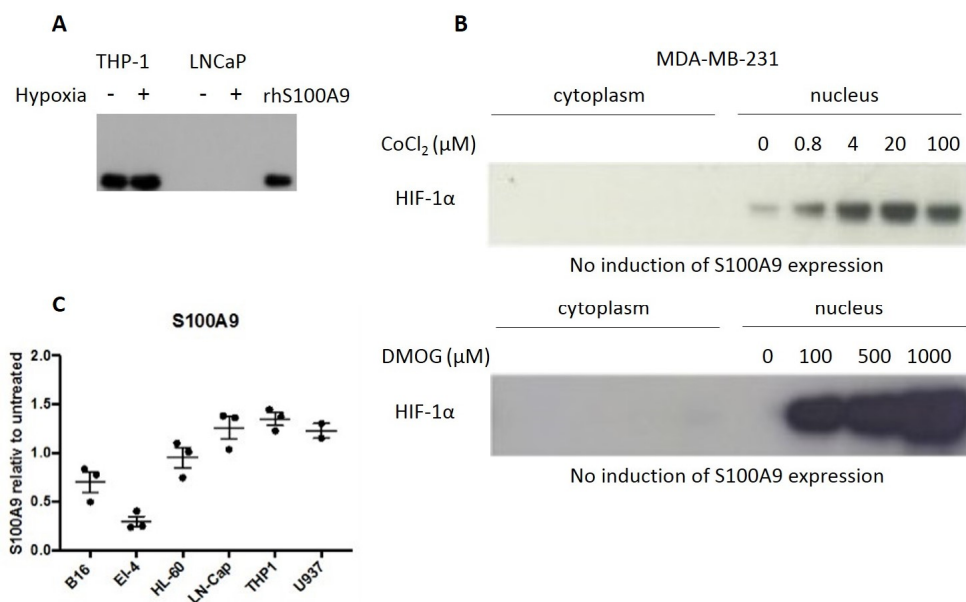 A
THP-1 LNCaP
Hypoxia - + - + rhS100A9
B
MDA-MB-231
cytoplasm nucleus
CoCl₂ (µM) 0 0.8 4 20 100
HIF-1α
No induction of S100A9 expression
cytoplasm nucleus
DMOG (µM) 0 100 500 1000
HIF-1α
No induction of S100A9 expression
C
S100A9
S100A9 relativ to untreated
2.0
1.5
1.0
0.5
0.0
B16 El-4 HL-60 LN-Cap THP1 U937